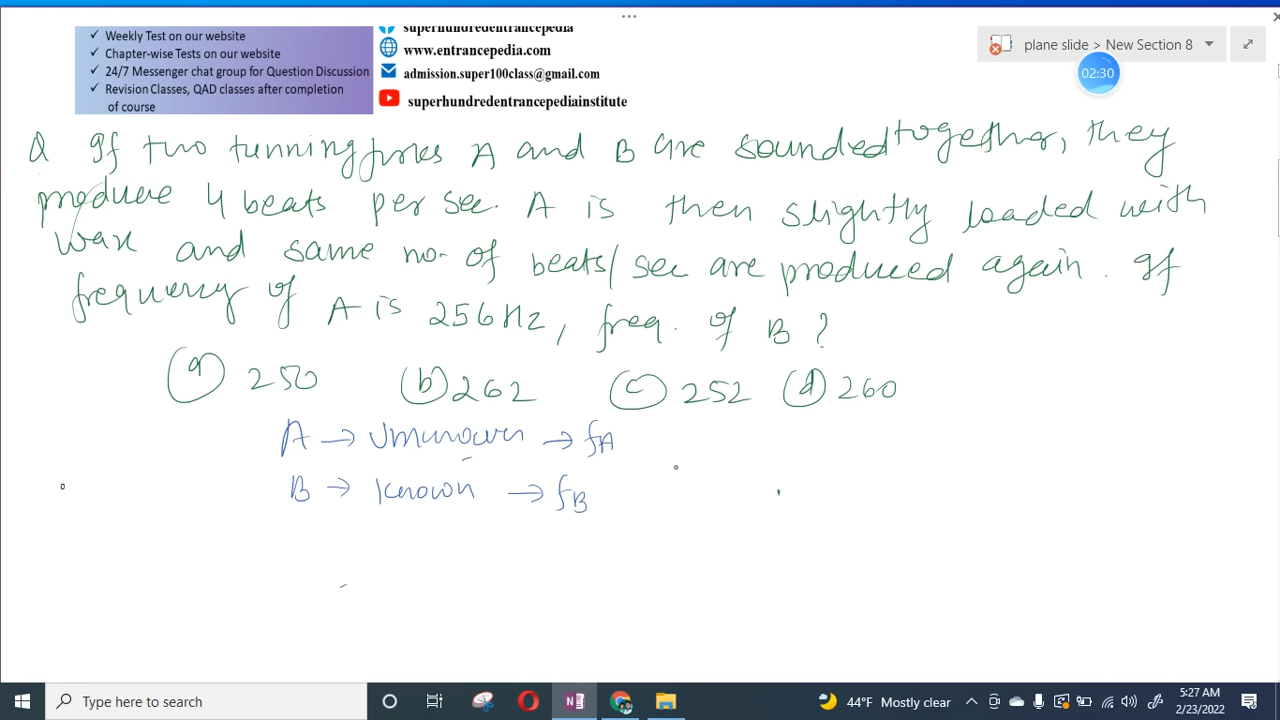 superhundredentrancepedia
✓ Weekly Test on our website
✓ Chapter-wise Tests on our website
✓ 24/7 Messenger chat group for Question Discussion
✓ Revision Classes, QAD classes after completion
of course
www.entrancepedia.com
admission.super100class@gmail.com
superhundredentrancepediainstitute
plane slide > New Section 8
02:30
Q If two tunning forks A and B are sounded together, they
produce 4 beats per sec. A is then slightly loaded with
wax and same no. of beats/sec are produced again. If
frequency of A is 256Hz, freq. of B ?
(a) 250 (b) 262 (c) 252 (d) 260
A → Unknown → fA
B → Known → fB
Type here to search
44°F Mostly clear
5:27 AM
2/23/2022